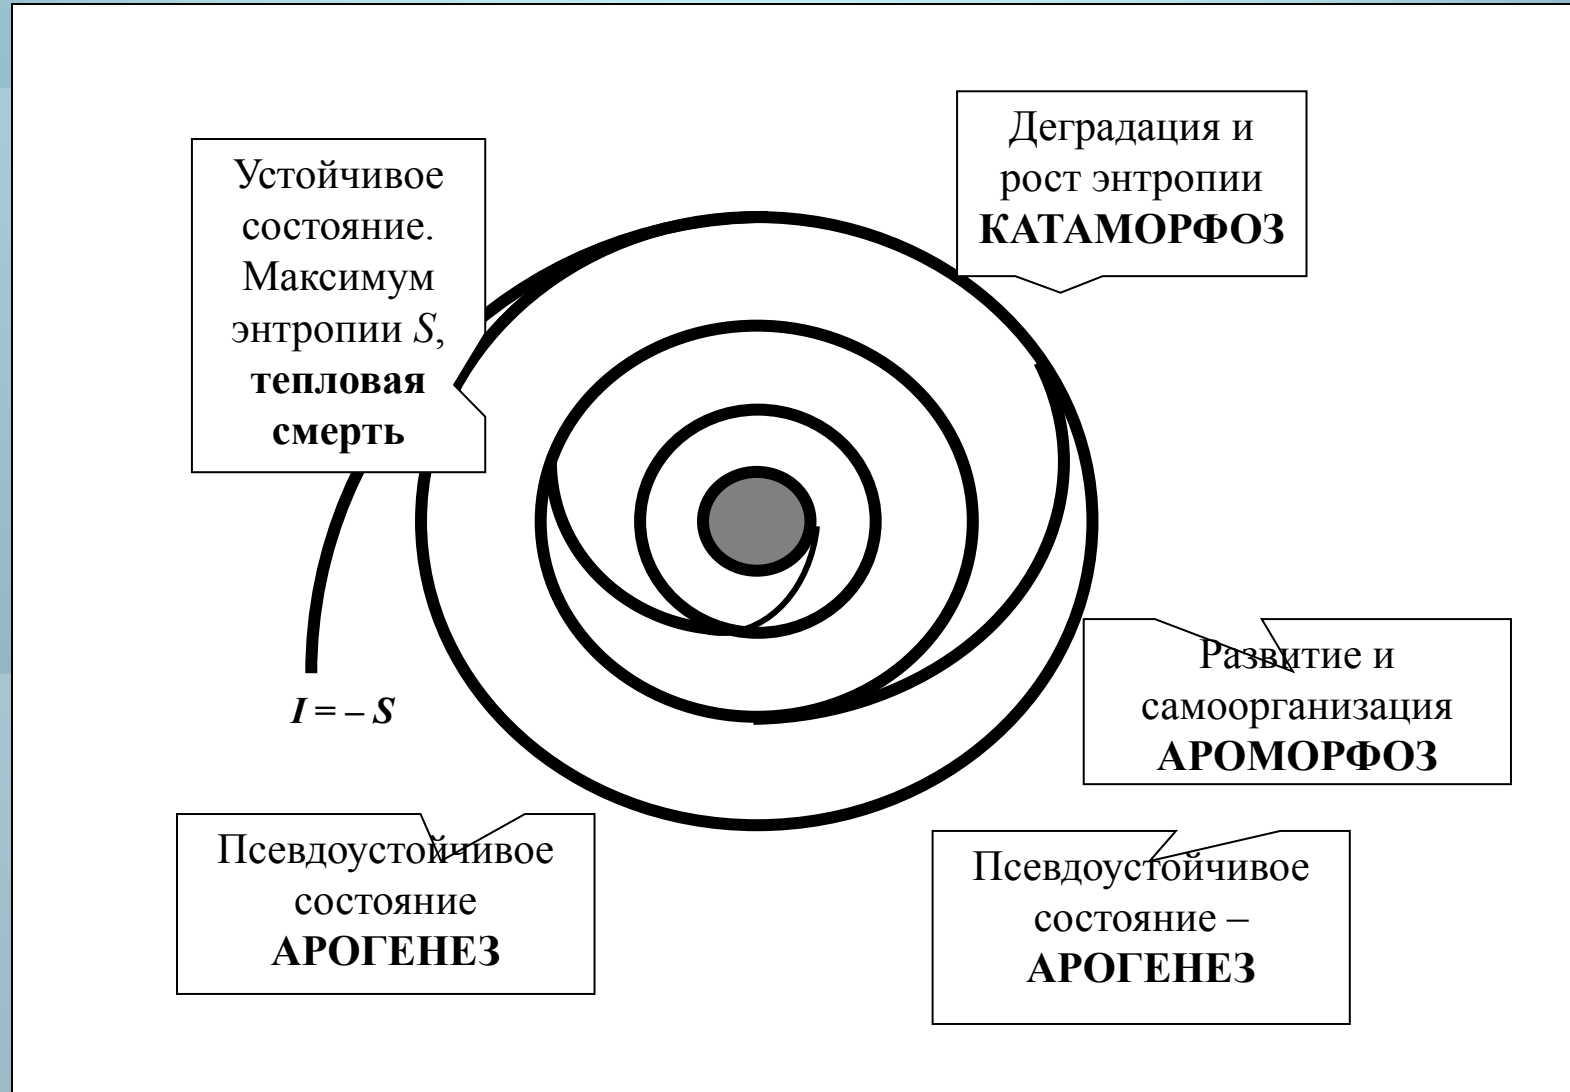 Устойчивое
состояние.
Максимум
энтропии S,
тепловая
смерть
Деградация и
рост энтропии
КАТАМОРФОЗ
I = – S
Развитие и
самоорганизация
АРОМОРФОЗ
Псевдоустойчивое
состояние
АРОГЕНЕЗ
Псевдоустойчивое
состояние –
АРОГЕНЕЗ